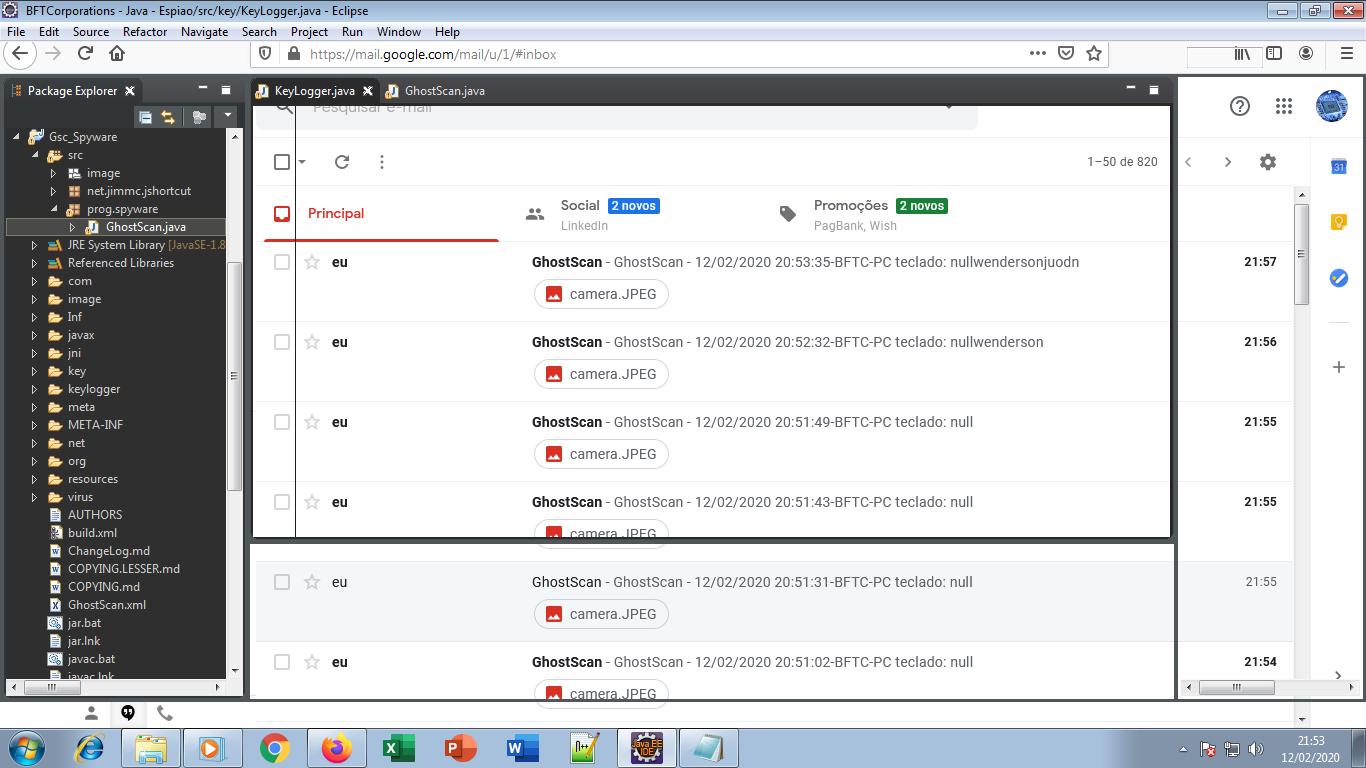 BFTCorporations - Java - Espiao/src/key/KeyLogger.java - Eclipse
File Edit Source Refactor Navigate Search Project Run Window Help
https://mail.google.com/mail/u/1/#inbox
Package Explorer
KeyLogger.java
GhostScan.java
Gsc_Spyware
src
image
net.jimmc.jshortcut
prog.spyware
GhostScan.java
JRE System Library [JavaSE-1.8
Referenced Libraries
com
image
Inf
javax
jni
key
keylogger
meta
META-INF
net
org
resources
virus
AUTHORS
build.xml
ChangeLog.md
COPYING.LESSER.md
COPYING.md
GhostScan.xml
jar.bat
jar.lnk
javac.bat
javac.lnk
Pesquisar e-mail
1–50 de 820
Principal
Social 2 novos
LinkedIn
Promoções 2 novos
PagBank, Wish
eu GhostScan - GhostScan - 12/02/2020 20:53:35-BFTC-PC teclado: nullwendersonjuodn 21:57
camera.JPEG
eu GhostScan - GhostScan - 12/02/2020 20:52:32-BFTC-PC teclado: nullwenderson 21:56
camera.JPEG
eu GhostScan - GhostScan - 12/02/2020 20:51:49-BFTC-PC teclado: null 21:55
camera.JPEG
eu GhostScan - GhostScan - 12/02/2020 20:51:43-BFTC-PC teclado: null 21:55
camera.JPEG
eu GhostScan - GhostScan - 12/02/2020 20:51:31-BFTC-PC teclado: null 21:55
camera.JPEG
eu GhostScan - GhostScan - 12/02/2020 20:51:02-BFTC-PC teclado: null 21:54
camera.JPEG
31
Java EE
IDE
21:53
12/02/2020